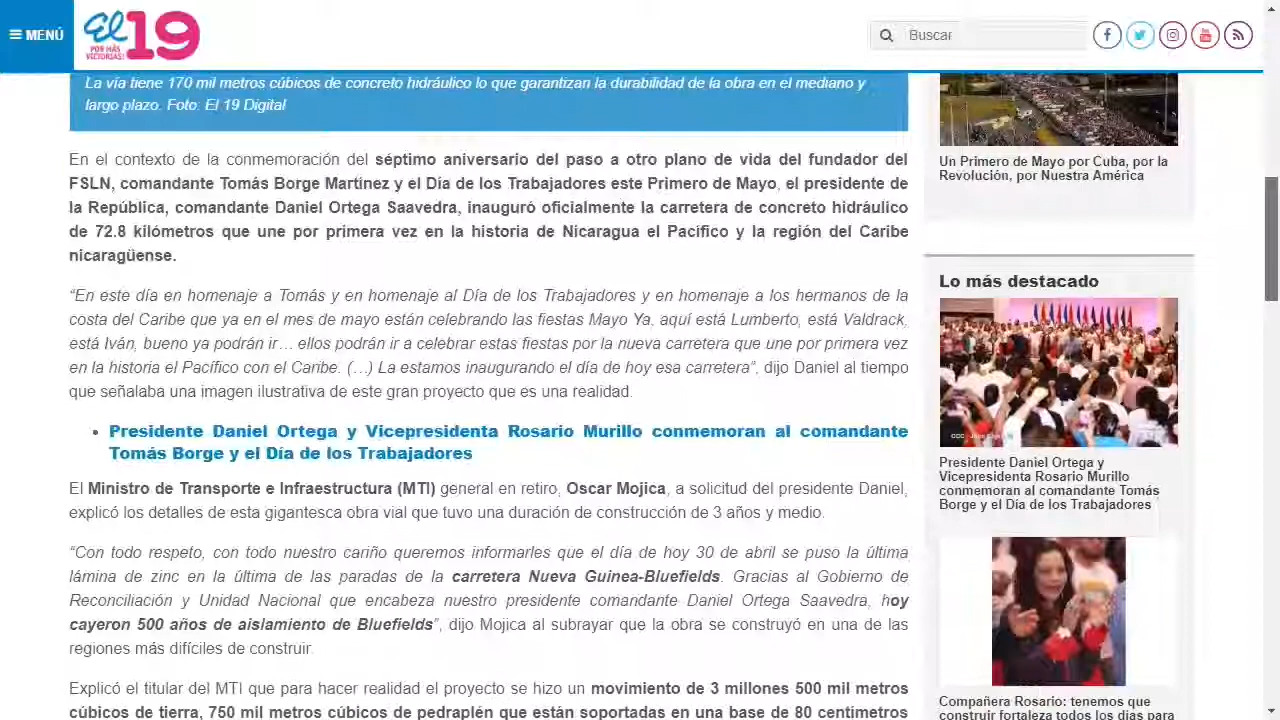 MENÚ
El 19
POR MÁS
VICTORIAS!
Buscar
La vía tiene 170 mil metros cúbicos de concreto hidráulico lo que garantizan la durabilidad de la obra en el mediano y
largo plazo. Foto: El 19 Digital
En el contexto de la conmemoración del séptimo aniversario del paso a otro plano de vida del fundador del
FSLN, comandante Tomás Borge Martínez y el Día de los Trabajadores este Primero de Mayo, el presidente de
la República, comandante Daniel Ortega Saavedra, inauguró oficialmente la carretera de concreto hidráulico
de 72.8 kilómetros que une por primera vez en la historia de Nicaragua el Pacífico y la región del Caribe
nicaragüense.
“En este día en homenaje a Tomás y en homenaje al Día de los Trabajadores y en homenaje a los hermanos de la
costa del Caribe que ya en el mes de mayo están celebrando las fiestas Mayo Ya, aquí está Lumberto, está Valdrack,
está Iván, bueno ya podrán ir… ellos podrán ir a celebrar estas fiestas por la nueva carretera que une por primera vez
en la historia el Pacífico con el Caribe. (…) La estamos inaugurando el día de hoy esa carretera”, dijo Daniel al tiempo
que señalaba una imagen ilustrativa de este gran proyecto que es una realidad.
• Presidente Daniel Ortega y Vicepresidenta Rosario Murillo conmemoran al comandante
Tomás Borge y el Día de los Trabajadores
El Ministro de Transporte e Infraestructura (MTI) general en retiro, Oscar Mojica, a solicitud del presidente Daniel,
explicó los detalles de esta gigantesca obra vial que tuvo una duración de construcción de 3 años y medio.
“Con todo respeto, con todo nuestro cariño queremos informarles que el día de hoy 30 de abril se puso la última
lámina de zinc en la última de las paradas de la carretera Nueva Guinea-Bluefields. Gracias al Gobierno de
Reconciliación y Unidad Nacional que encabeza nuestro presidente comandante Daniel Ortega Saavedra, hoy
cayeron 500 años de aislamiento de Bluefields”, dijo Mojica al subrayar que la obra se construyó en una de las
regiones más difíciles de construir.
Explicó el titular del MTI que para hacer realidad el proyecto se hizo un movimiento de 3 millones 500 mil metros
cúbicos de tierra, 750 mil metros cúbicos de pedraplén que están soportadas en una base de 80 centímetros
Un Primero de Mayo por Cuba, por la
Revolución, por Nuestra América
Lo más destacado
Presidente Daniel Ortega y
Vicepresidenta Rosario Murillo
conmemoran al comandante Tomás
Borge y el Día de los Trabajadores
Compañera Rosario: tenemos que
construir fortaleza todos los días para